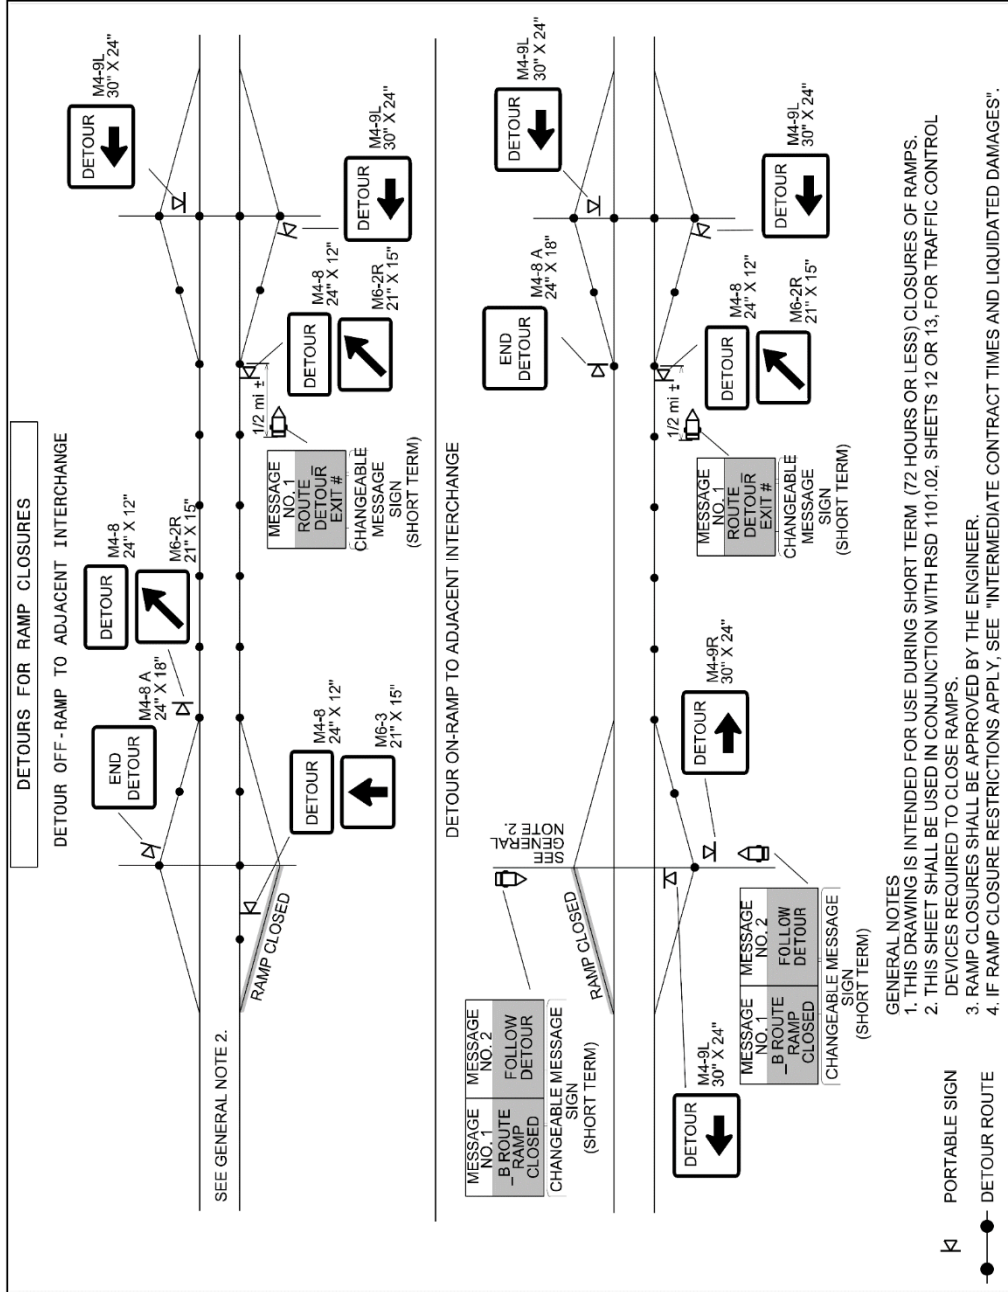 DETOURS FOR RAMP CLOSURES
DETOUR OFF-RAMP TO ADJACENT INTERCHANGE
SEE GENERAL NOTE 2.
RAMP CLOSED
END
DETOUR
M4-8 A
24" X 18"
DETOUR
M4-8
24" X 12"
M6-2R
21" X 15"
DETOUR
M4-8
24" X 12"
M6-3
21" X 15"
MESSAGE
NO. 1
ROUTE _
DETOUR
EXIT #
CHANGEABLE
MESSAGE
SIGN
(SHORT TERM)
1/2 mi ±
DETOUR
M4-8
24" X 12"
M6-2R
21" X 15"
DETOUR
M4-9L
30" X 24"
DETOUR
M4-9L
30" X 24"
DETOUR ON-RAMP TO ADJACENT INTERCHANGE
MESSAGE
NO. 1
MESSAGE
NO. 2
_B ROUTE _
RAMP
CLOSED
FOLLOW
DETOUR
CHANGEABLE MESSAGE
SIGN
(SHORT TERM)
SEE
GENERAL
NOTE 2.
RAMP CLOSED
DETOUR
M4-9L
30" X 24"
MESSAGE
NO. 1
MESSAGE
NO. 2
_B ROUTE _
RAMP
CLOSED
FOLLOW
DETOUR
CHANGEABLE MESSAGE
SIGN
(SHORT TERM)
DETOUR
M4-9R
30" X 24"
MESSAGE
NO. 1
ROUTE _
DETOUR
EXIT #
CHANGEABLE
MESSAGE
SIGN
(SHORT TERM)
1/2 mi ±
END
DETOUR
M4-8 A
24" X 18"
DETOUR
M4-8
24" X 12"
M6-2R
21" X 15"
DETOUR
M4-9L
30" X 24"
DETOUR
M4-9L
30" X 24"
PORTABLE SIGN
DETOUR ROUTE
GENERAL NOTES
1. THIS DRAWING IS INTENDED FOR USE DURING SHORT TERM (72 HOURS OR LESS) CLOSURES OF RAMPS.
2. THIS SHEET SHALL BE USED IN CONJUNCTION WITH RSD 1101.02, SHEETS 12 OR 13, FOR TRAFFIC CONTROL
DEVICES REQUIRED TO CLOSE RAMPS.
3. RAMP CLOSURES SHALL BE APPROVED BY THE ENGINEER.
4. IF RAMP CLOSURE RESTRICTIONS APPLY, SEE "INTERMEDIATE CONTRACT TIMES AND LIQUIDATED DAMAGES".